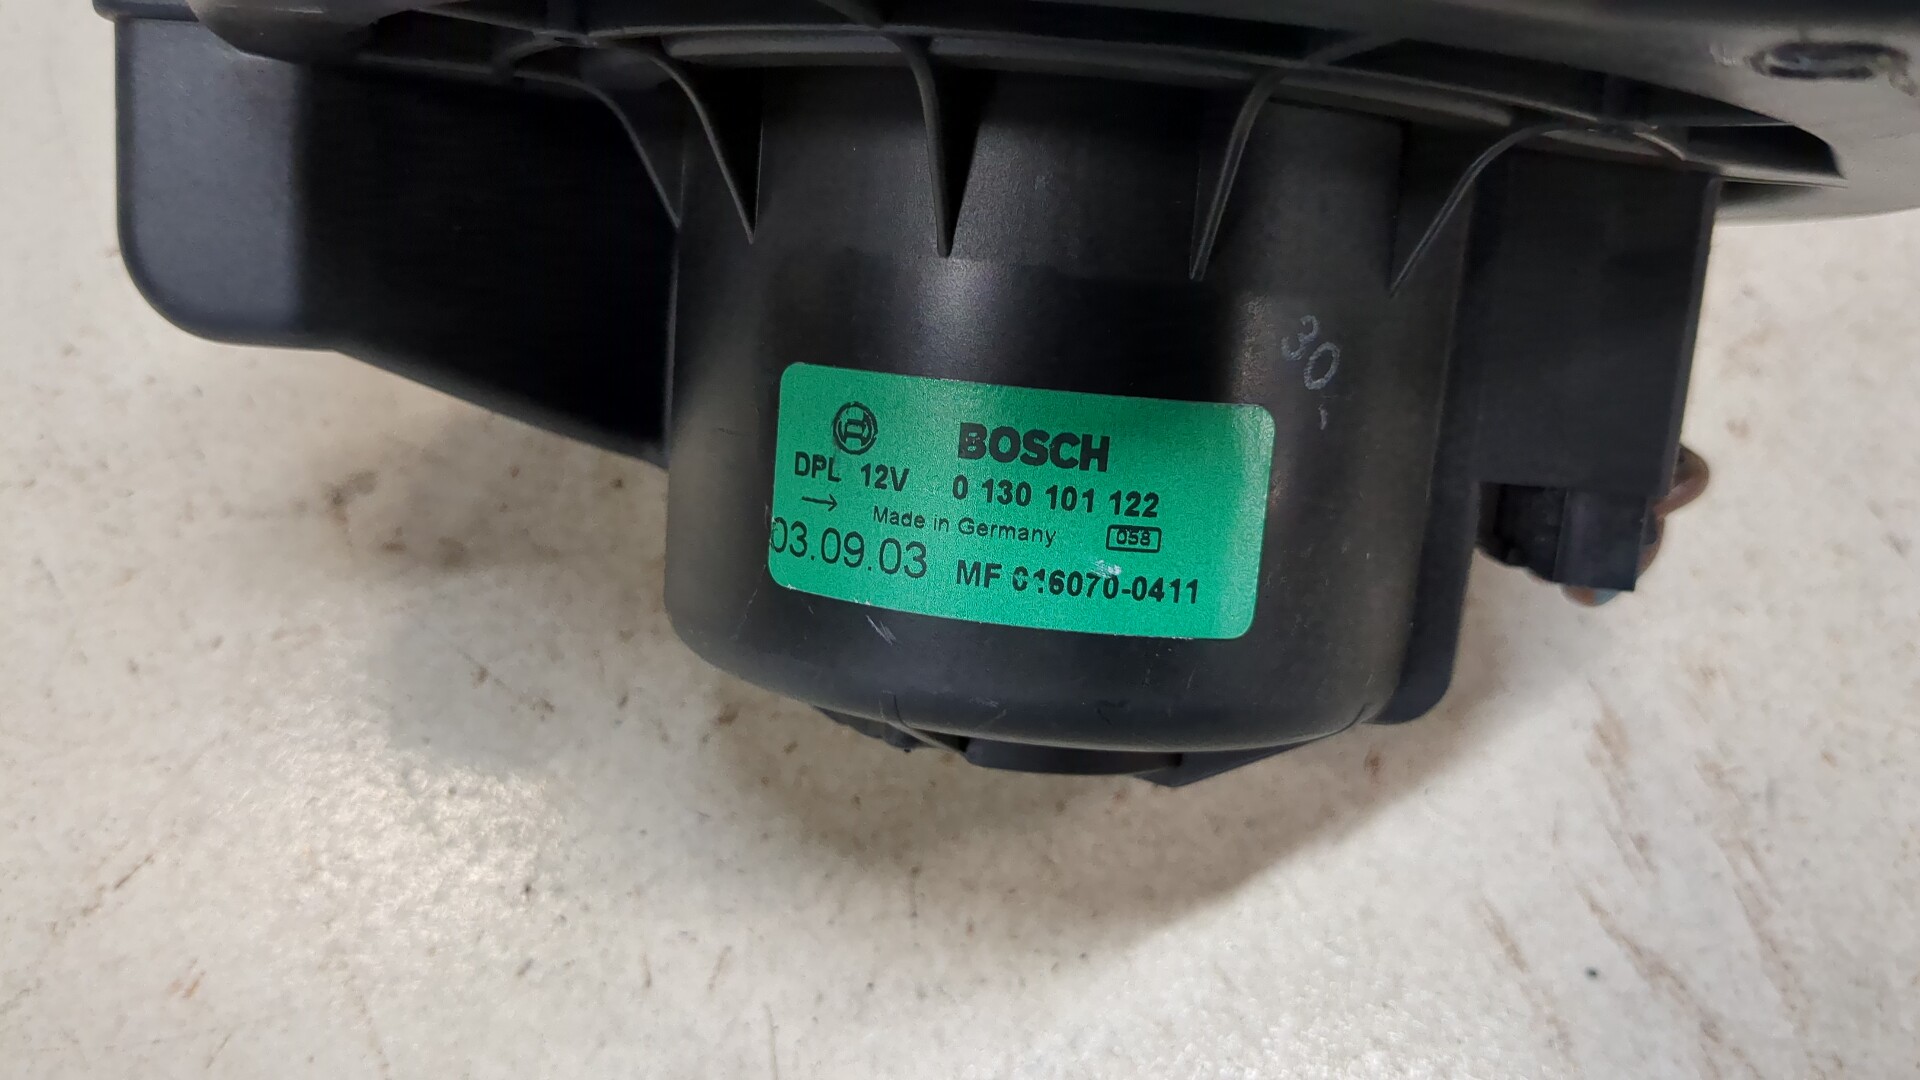 30
BOSCH
DPL 12V 0 130 101 122
→ Made in Germany 058
03.09.03 MF 016070-0411